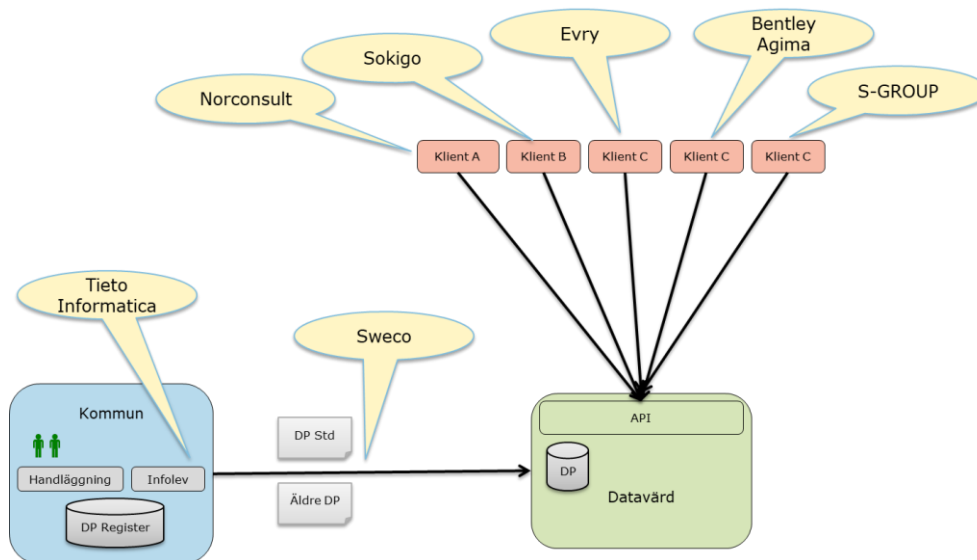 Evry
Bentley
Agima
Sokigo
Norconsult
S-GROUP
Klient A
Klient B
Klient C
Klient C
Klient C
Tieto
Informatica
Sweco
Kommun
DP Std
API
Handläggning
Infolev
DP
Äldre DP
Datavärd
DP Register